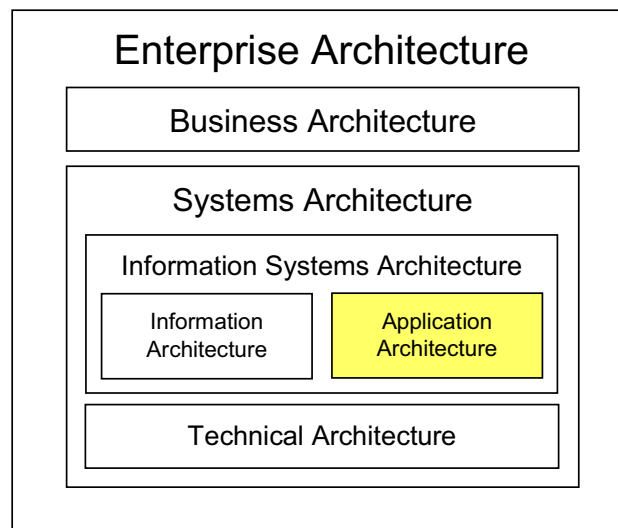 Enterprise Architecture
Business Architecture
Systems Architecture
Information Systems Architecture
Information
Architecture
Application
Architecture
Technical Architecture